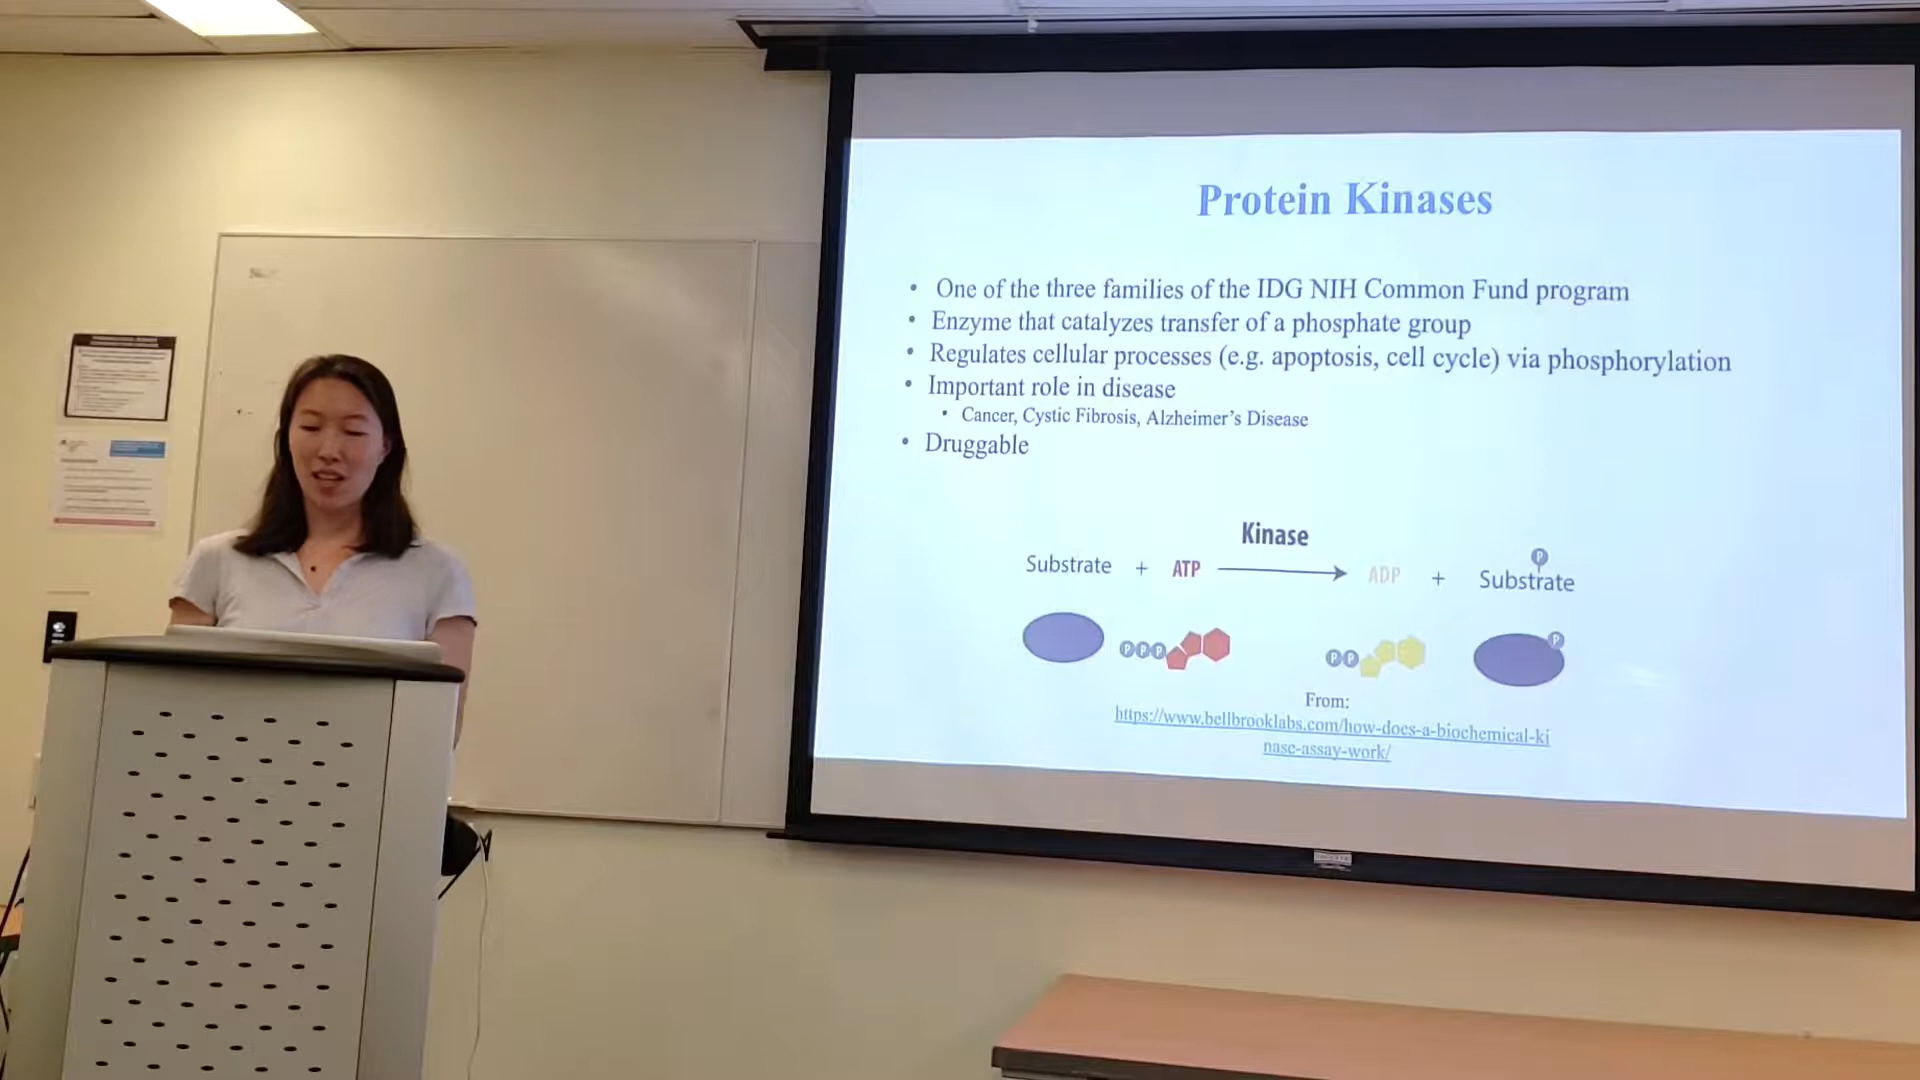 Protein Kinases
• One of the three families of the IDG NIH Common Fund program
• Enzyme that catalyzes transfer of a phosphate group
• Regulates cellular processes (e.g. apoptosis, cell cycle) via phosphorylation
• Important role in disease
• Cancer, Cystic Fibrosis, Alzheimer's Disease
• Druggable
Kinase
P
Substrate + ATP ADP + Substrate
P P P P P P
From:
https://www.bellbrooklabs.com/how-does-a-biochemical-ki
nase-assay-work/